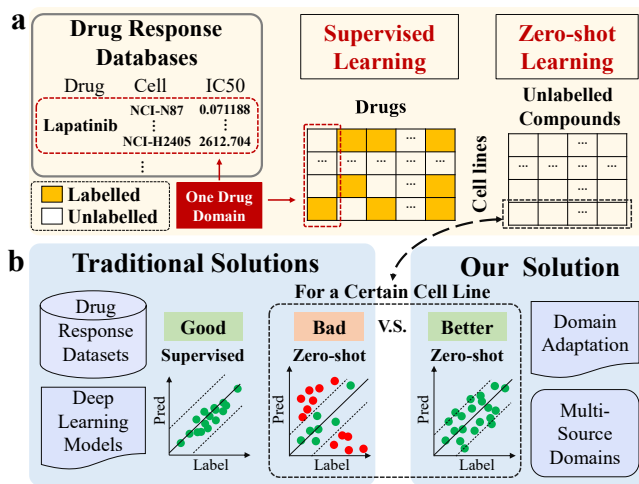 a
Drug Response
Databases
Drug Cell IC50
Lapatinib
NCI-N87 0.071188
⋮ ⋮
NCI-H2405 2612.704
⋮
Labelled
Unlabelled
One Drug
Domain
Supervised
Learning
Drugs
...
... ... ... ...
...
...
Zero-shot
Learning
Unlabelled
Compounds
Cell lines
...
... ... ... ...
...
...
b
Traditional Solutions
Our Solution
For a Certain Cell Line
Drug
Response
Datasets
Deep
Learning
Models
Good
Supervised
Pred
Label
Bad
Zero-shot
Pred
Label
V.S.
Better
Zero-shot
Pred
Label
Domain
Adaptation
Multi-
Source
Domains